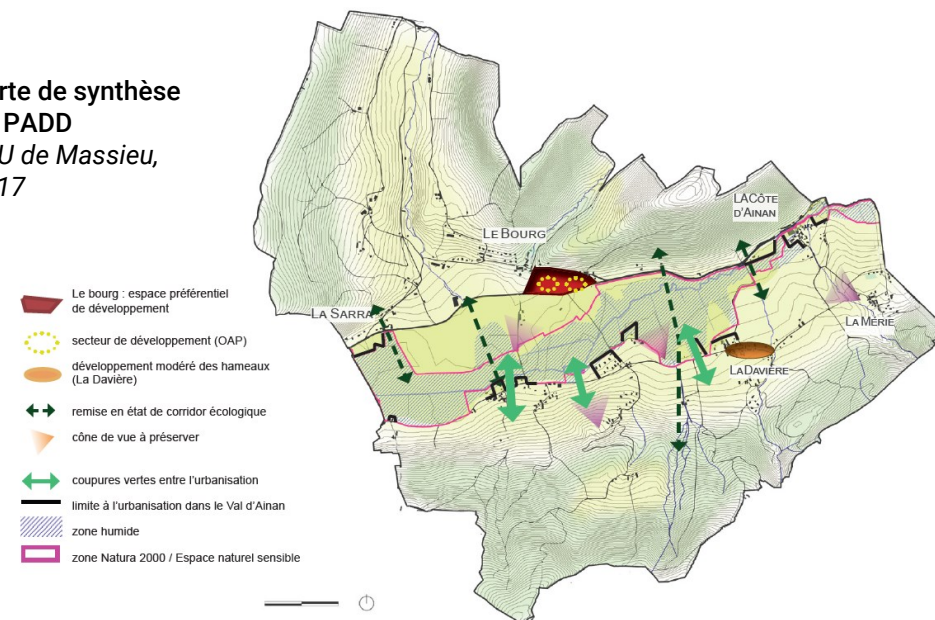 rte de synthèse
PADD
U de Massieu,
17
Le bourg : espace préférentiel
de développement
secteur de développement (OAP)
développement modéré des hameaux
(La Davière)
remise en état de corridor écologique
cône de vue à préserver
coupures vertes entre l'urbanisation
limite à l'urbanisation dans le Val d'Ainan
zone humide
zone Natura 2000 / Espace naturel sensible
LA CÔTE
D'AINAN
LE BOURG
LA SARRA
LA MÉRIE
LA DAVIÈRE